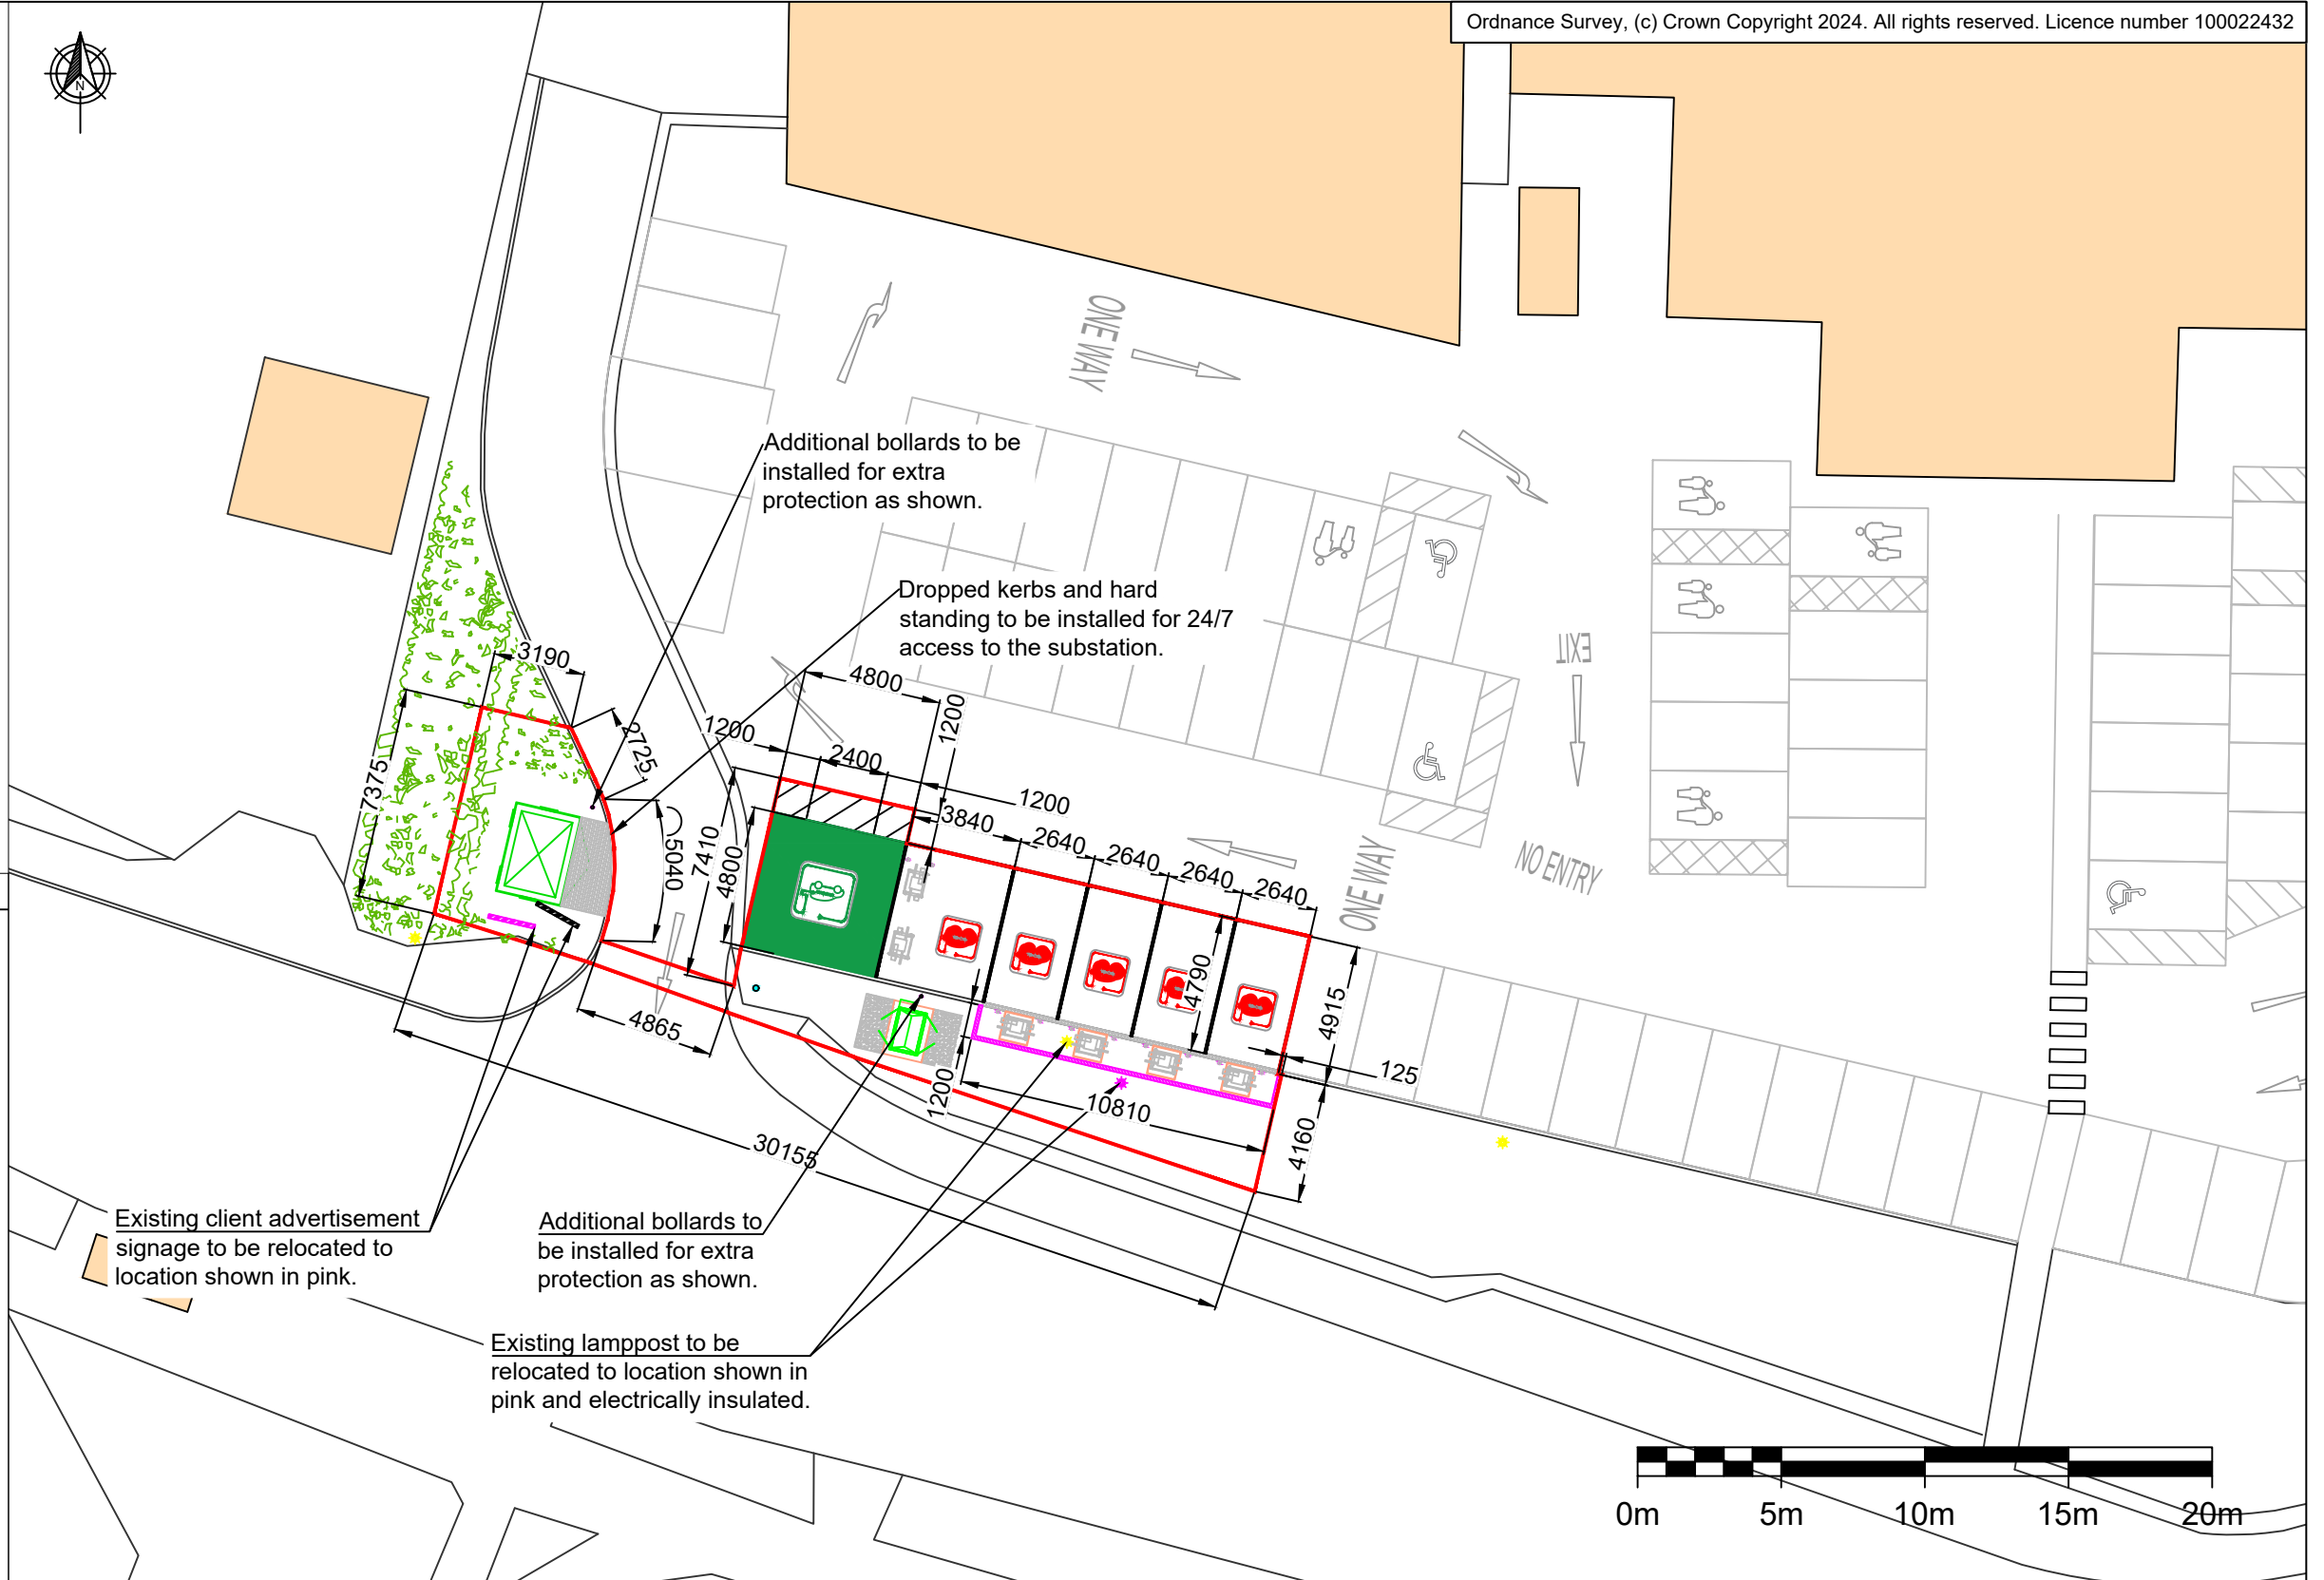 Ordnance Survey, (c) Crown Copyright 2024. All rights reserved. Licence number 100022432
N
ONE WAY
Additional bollards to be
installed for extra
protection as shown.
Dropped kerbs and hard
standing to be installed for 24/7
access to the substation.
EXIT
3190
4800
1200
1200
2725
2400
7375
1200
3840
2640
2640
2640
2640
7410
4800
5040
ONE WAY
NO ENTRY
4790
4915
4865
125
1200
10810
4160
30155
Existing client advertisement
signage to be relocated to
location shown in pink.
Additional bollards to
be installed for extra
protection as shown.
Existing lamppost to be
relocated to location shown in
pink and electrically insulated.
0m
5m
10m
15m
20m